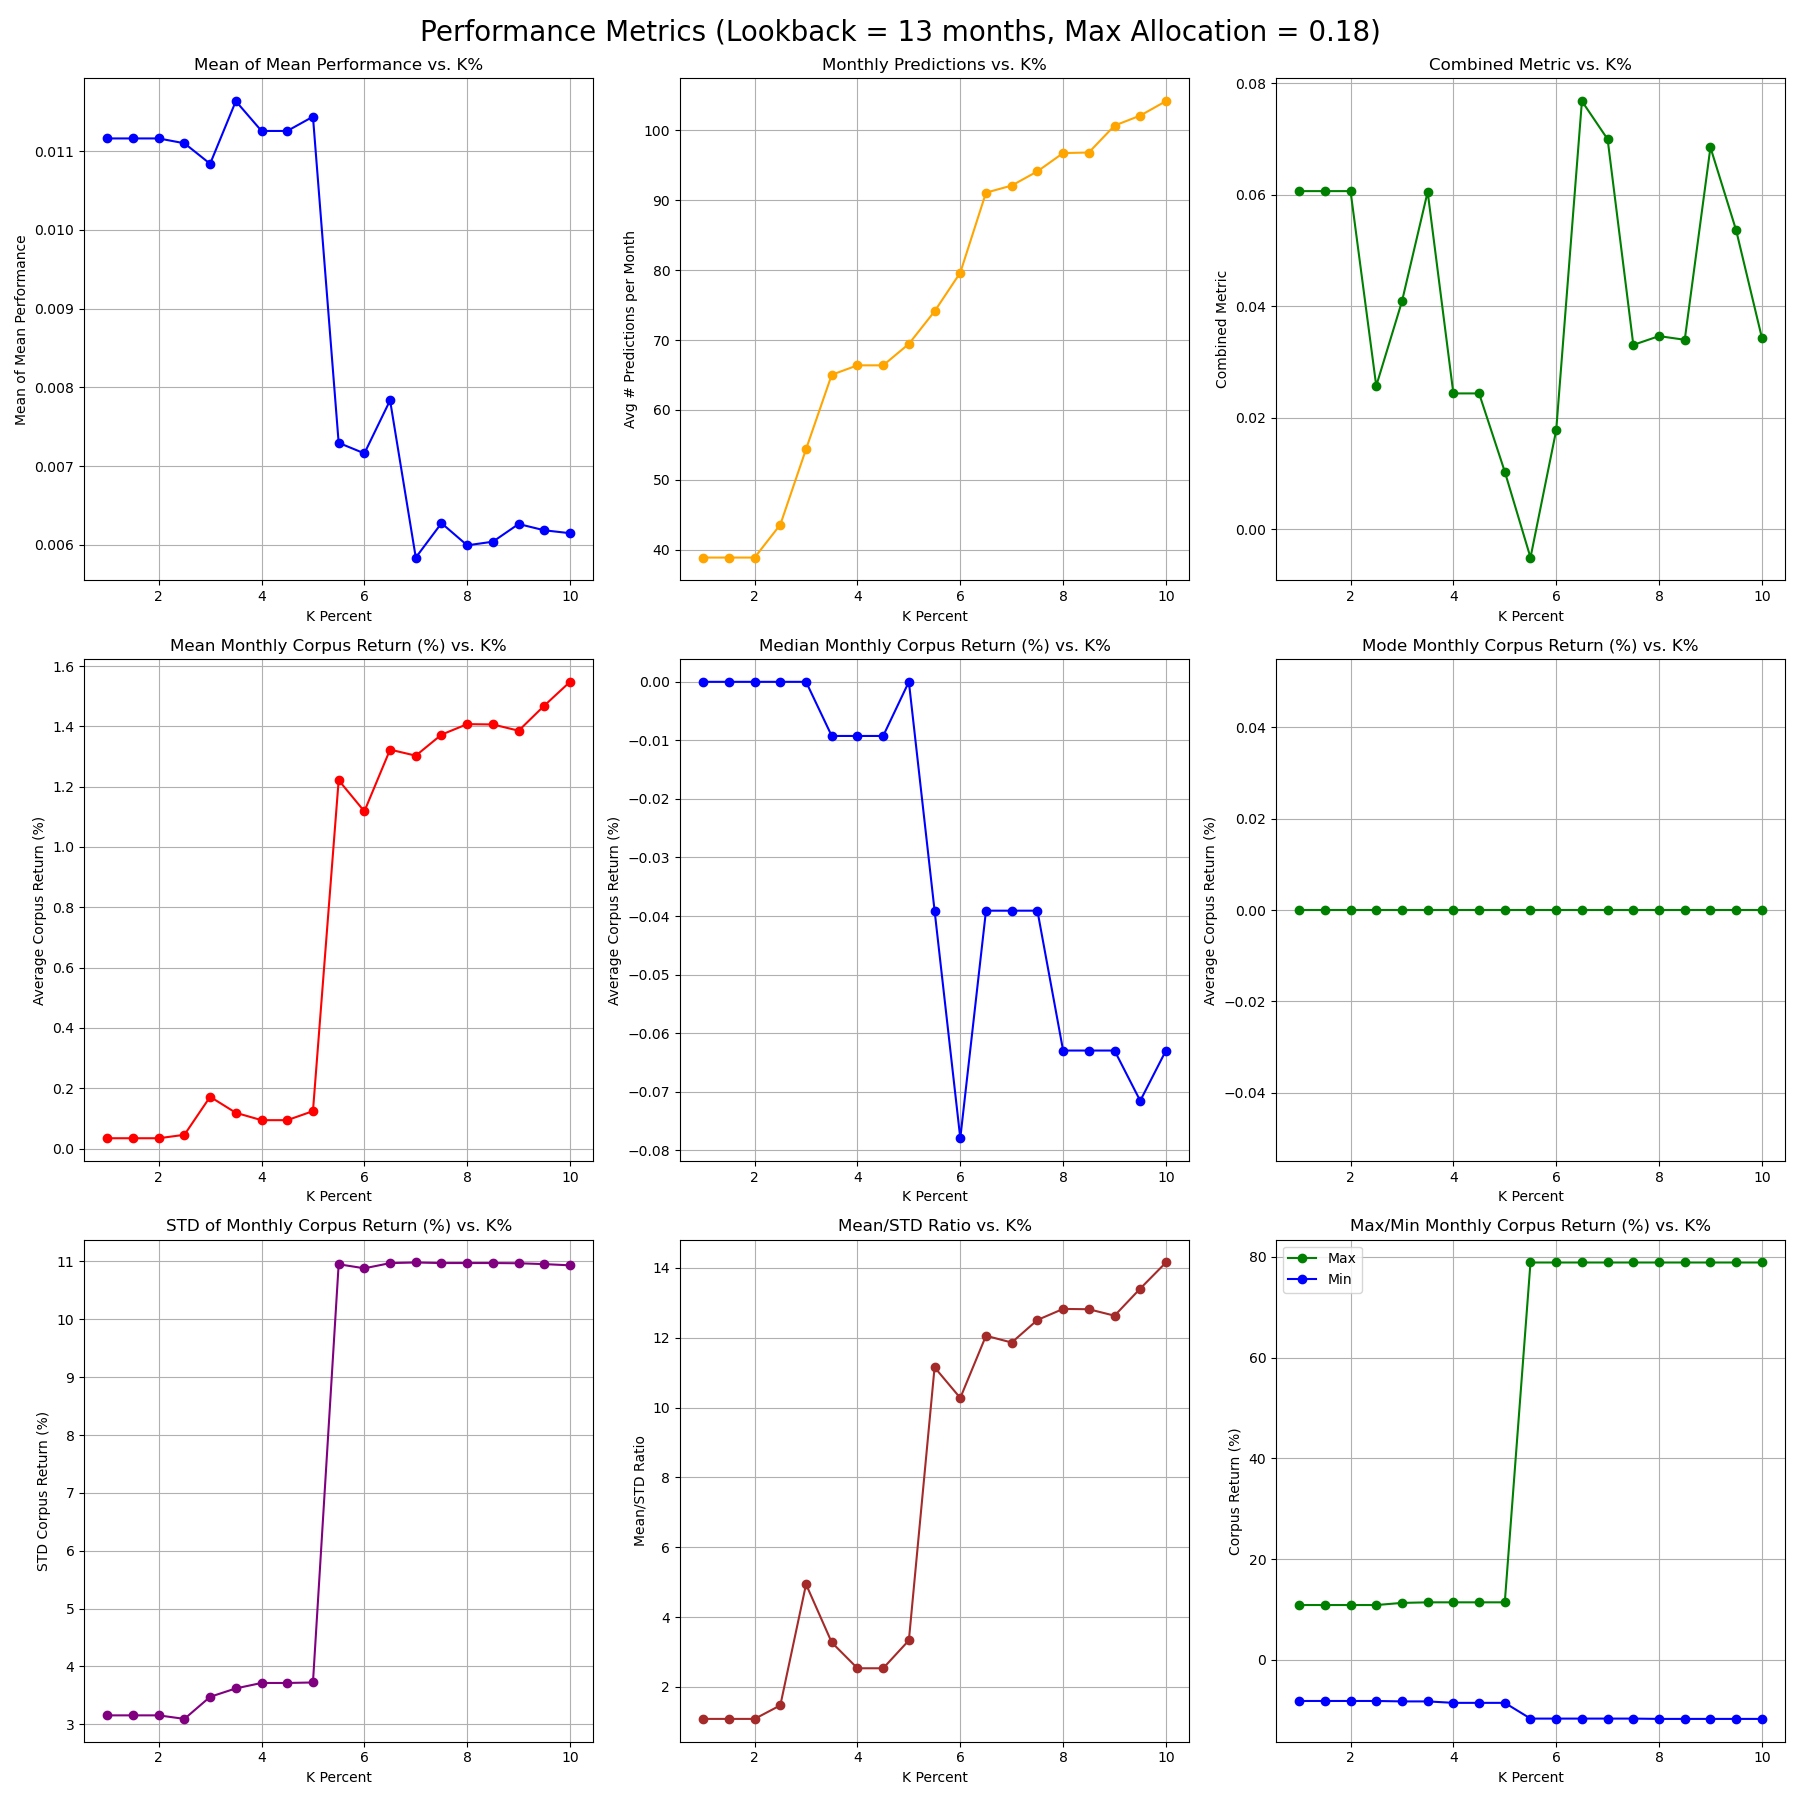 Performance Metrics (Lookback = 13 months, Max Allocation = 0.18)
Mean of Mean Performance vs. K%
0.011
0.010
0.009
0.008
0.007
0.006
Mean of Mean Performance
2 4 6 8 10
K Percent
Monthly Predictions vs. K%
100
90
80
70
60
50
40
Avg # Predictions per Month
2 4 6 8 10
K Percent
Combined Metric vs. K%
0.08
0.06
0.04
0.02
0.00
Combined Metric
2 4 6 8 10
K Percent
Mean Monthly Corpus Return (%) vs. K%
1.6
1.4
1.2
1.0
0.8
0.6
0.4
0.2
0.0
Average Corpus Return (%)
2 4 6 8 10
K Percent
Median Monthly Corpus Return (%) vs. K%
0.00
−0.01
−0.02
−0.03
−0.04
−0.05
−0.06
−0.07
−0.08
Average Corpus Return (%)
2 4 6 8 10
K Percent
Mode Monthly Corpus Return (%) vs. K%
0.04
0.02
0.00
−0.02
−0.04
Average Corpus Return (%)
2 4 6 8 10
K Percent
STD of Monthly Corpus Return (%) vs. K%
11
10
9
8
7
6
5
4
3
STD Corpus Return (%)
2 4 6 8 10
K Percent
Mean/STD Ratio vs. K%
14
12
10
8
6
4
2
Mean/STD Ratio
2 4 6 8 10
K Percent
Max/Min Monthly Corpus Return (%) vs. K%
Max
Min
80
60
40
20
0
Corpus Return (%)
2 4 6 8 10
K Percent